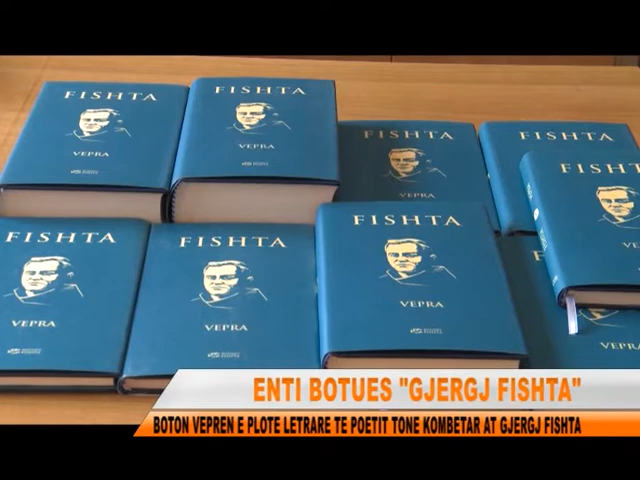 FISHTA
VEPRA
FISHTA
VEPRA
FISHTA
VEPRA
FISHTA
FISHTA
FISHTA
VEPRA
FISHTA
VEPRA
FISHTA
VEPRA
VEPRA
ENTI BOTUES "GJERGJ FISHTA"
BOTON VEPREN E PLOTE LETRARE TE POETIT TONE KOMBETAR AT GJERGJ FISHTA